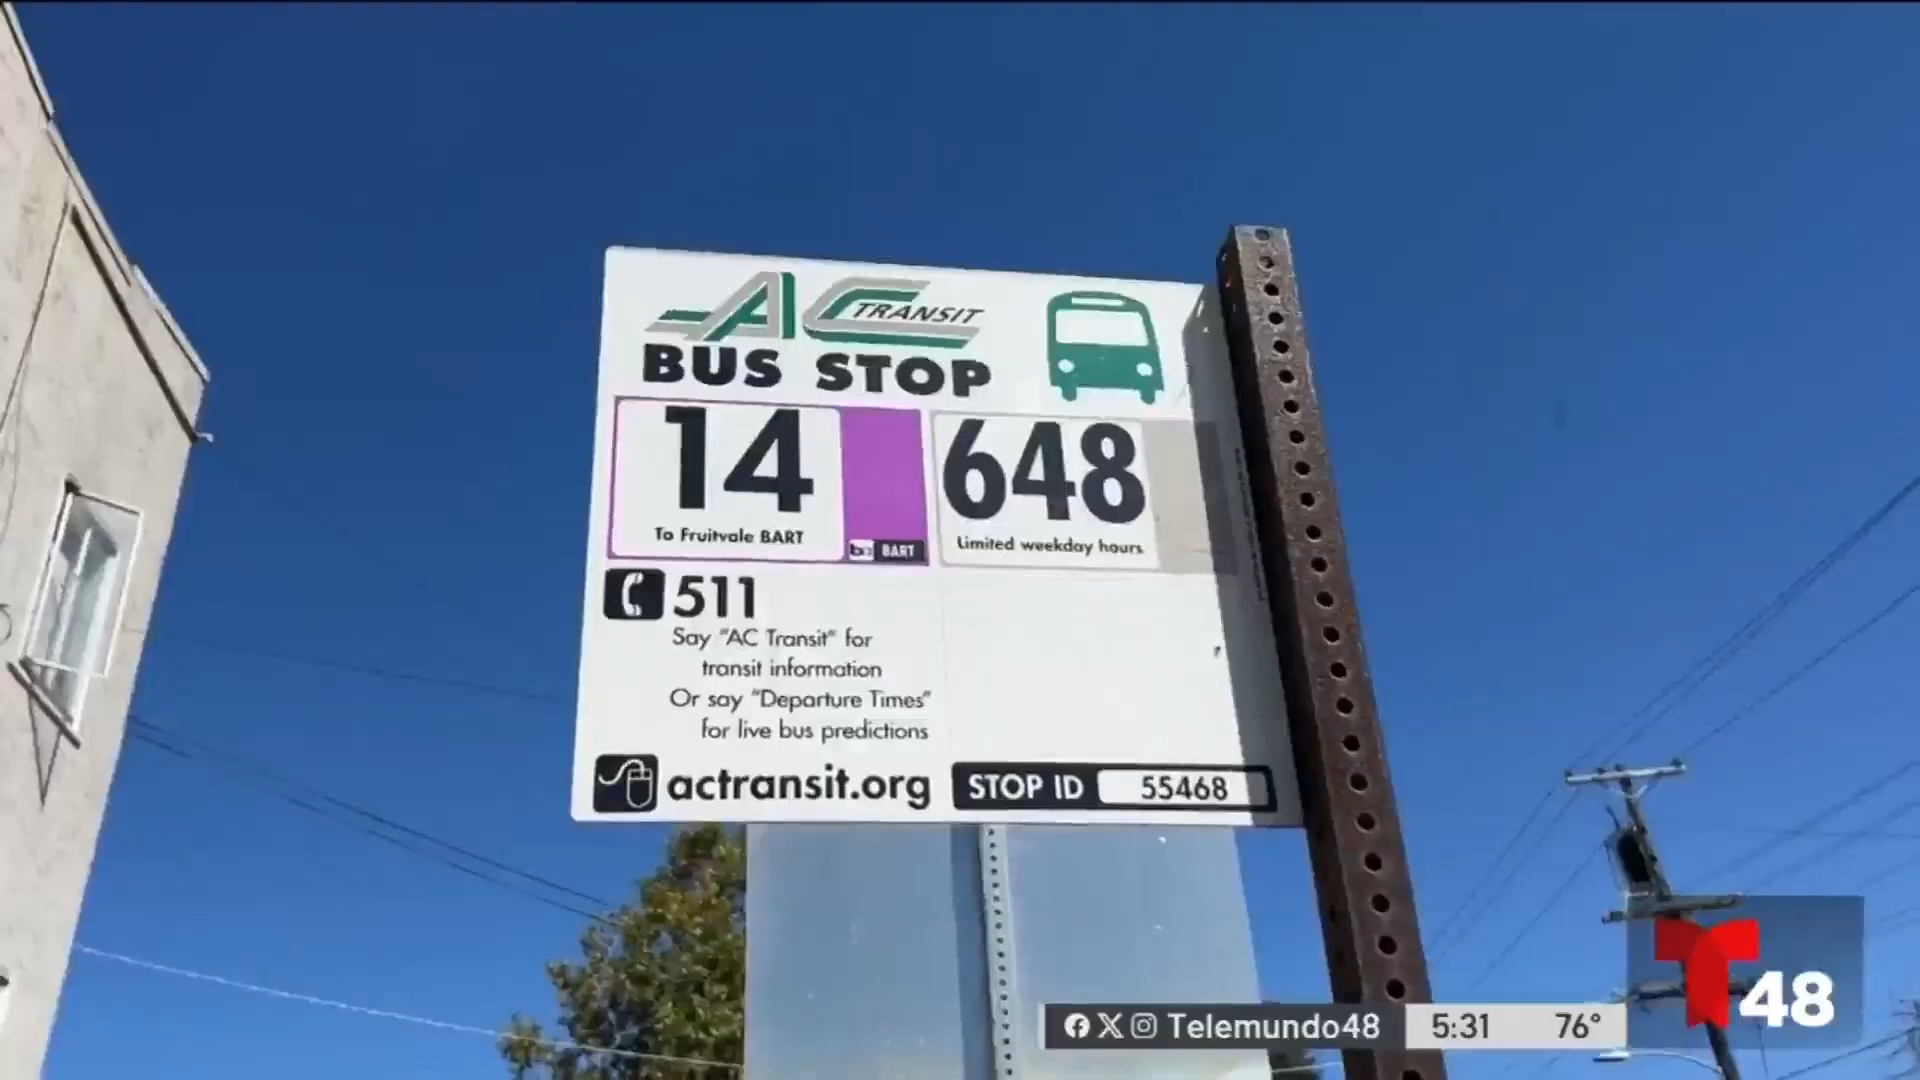 AC TRANSIT
BUS STOP
14
To Fruitvale BART
ba BART
648
Limited weekday hours
511
Say "AC Transit" for
transit information
Or say "Departure Times"
for live bus predictions
actransit.org
STOP ID 55468
Telemundo48 5:31 76°
48